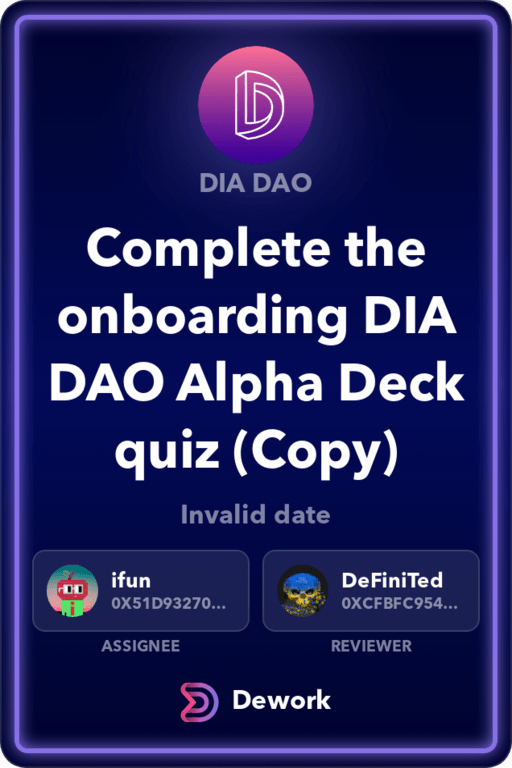 DIA DAO
Complete the
onboarding DIA
DAO Alpha Deck
quiz (Copy)
Invalid date
ifun
0X51D93270...
ASSIGNEE
DeFiniTed
0XCFBFC954...
REVIEWER
Dework